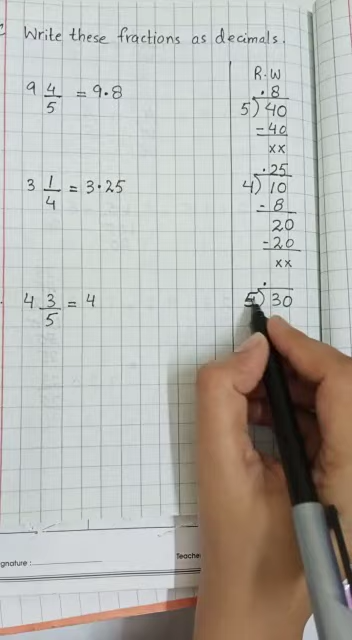 Write these fractions as decimals.
R.W
9 4/5 = 9.8
.8
5)40
-40
xx
3 1/4 = 3.25
.25
4)10
-8
20
-20
xx
4 3/5 = 4
.
5)30
gnature :
Teache